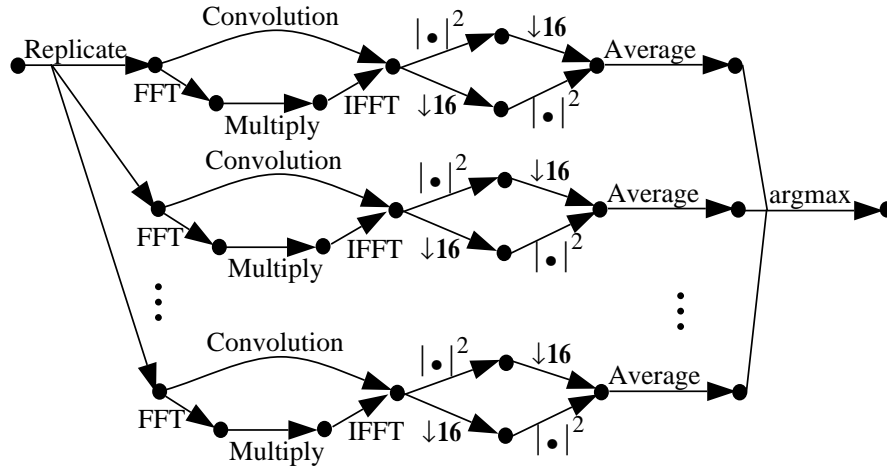 Convolution
|•|² ↓16
Replicate
Average
FFT
IFFT
↓16
|•|²
Multiply
Convolution
|•|² ↓16
Average
argmax
FFT
IFFT
↓16
|•|²
Multiply
Convolution
|•|² ↓16
Average
FFT
IFFT
↓16
|•|²
Multiply